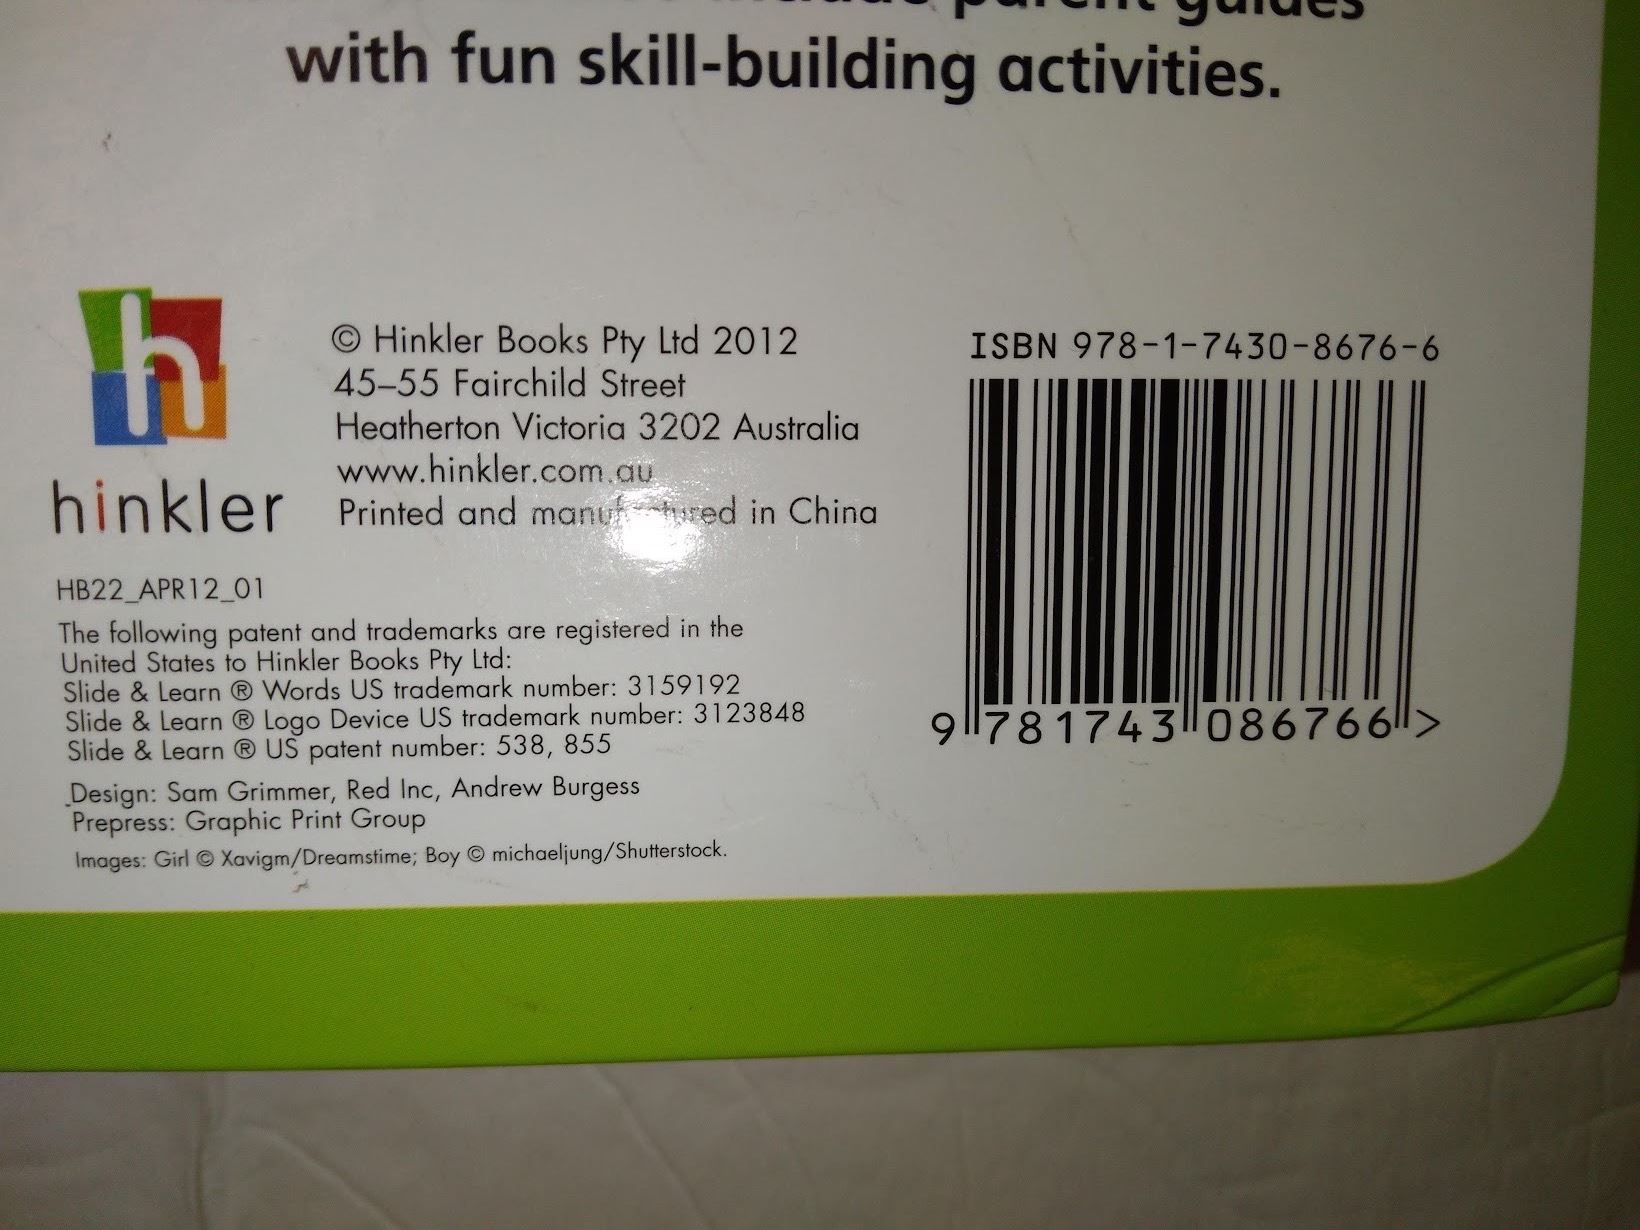 include parent guides
with fun skill-building activities.
h
hinkler
© Hinkler Books Pty Ltd 2012
45–55 Fairchild Street
Heatherton Victoria 3202 Australia
www.hinkler.com.au
Printed and manufactured in China
ISBN 978-1-7430-8676-6
9 781743 086766 >
HB22_APR12_01
The following patent and trademarks are registered in the
United States to Hinkler Books Pty Ltd:
Slide & Learn ® Words US trademark number: 3159192
Slide & Learn ® Logo Device US trademark number: 3123848
Slide & Learn ® US patent number: 538, 855
Design: Sam Grimmer, Red Inc, Andrew Burgess
Prepress: Graphic Print Group
Images: Girl © Xavigm/Dreamstime; Boy © michaeljung/Shutterstock.